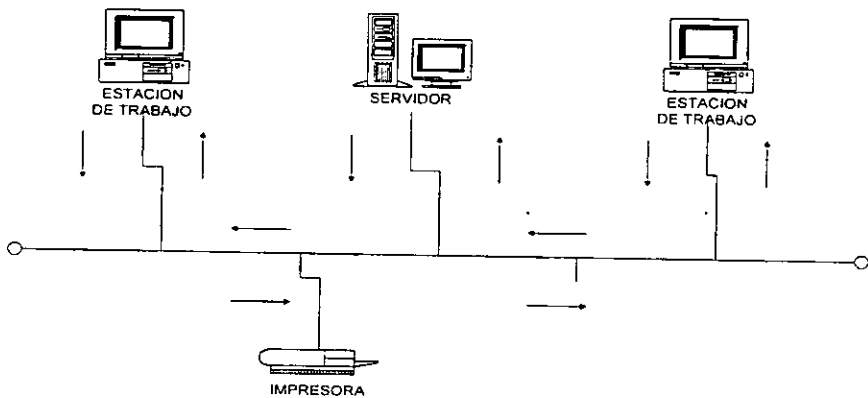 ESTACION
DE TRABAJO
SERVIDOR
ESTACION
DE TRABAJO
IMPRESORA